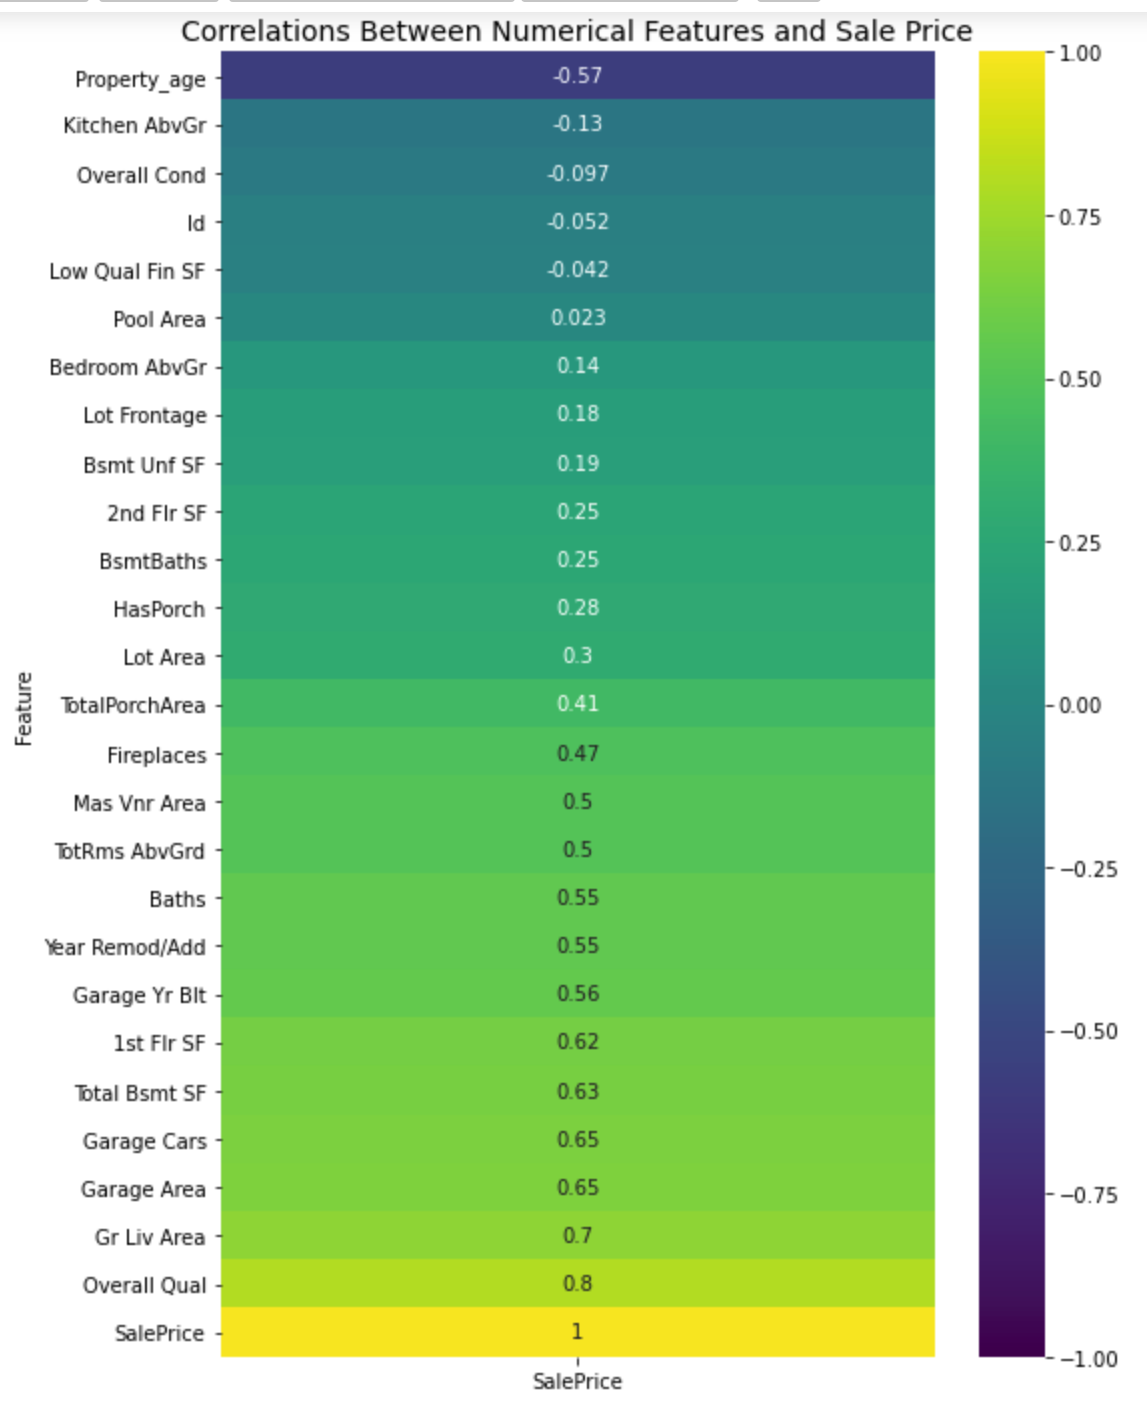 Correlations Between Numerical Features and Sale Price
Property_age -0.57
Kitchen AbvGr -0.13
Overall Cond -0.097
Id -0.052
Low Qual Fin SF -0.042
Pool Area 0.023
Bedroom AbvGr 0.14
Lot Frontage 0.18
Bsmt Unf SF 0.19
2nd Flr SF 0.25
BsmtBaths 0.25
HasPorch 0.28
Lot Area 0.3
TotalPorchArea 0.41
Fireplaces 0.47
Mas Vnr Area 0.5
TotRms AbvGrd 0.5
Baths 0.55
Year Remod/Add 0.55
Garage Yr Blt 0.56
1st Flr SF 0.62
Total Bsmt SF 0.63
Garage Cars 0.65
Garage Area 0.65
Gr Liv Area 0.7
Overall Qual 0.8
SalePrice 1
SalePrice
Feature
1.00
0.75
0.50
0.25
0.00
−0.25
−0.50
−0.75
−1.00